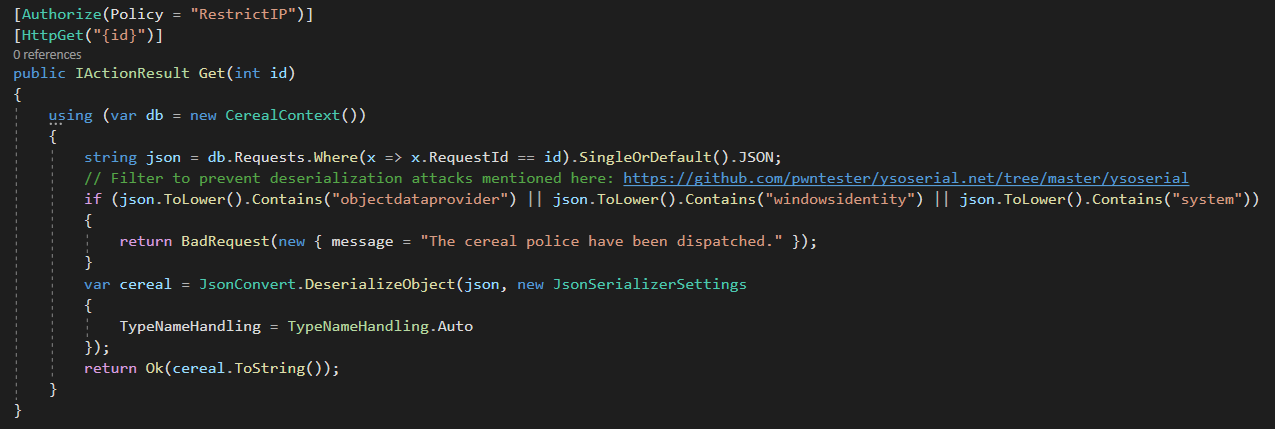 [Authorize(Policy = "RestrictIP")]
[HttpGet("{id}")]
0 references
public IActionResult Get(int id)
{
    using (var db = new CerealContext())
    {
        string json = db.Requests.Where(x => x.RequestId == id).SingleOrDefault().JSON;
        // Filter to prevent deserialization attacks mentioned here: https://github.com/pwntester/ysoserial.net/tree/master/ysoserial
        if (json.ToLower().Contains("objectdataprovider") || json.ToLower().Contains("windowsidentity") || json.ToLower().Contains("system"))
        {
            return BadRequest(new { message = "The cereal police have been dispatched." });
        }
        var cereal = JsonConvert.DeserializeObject(json, new JsonSerializerSettings
        {
            TypeNameHandling = TypeNameHandling.Auto
        });
        return Ok(cereal.ToString());
    }
}